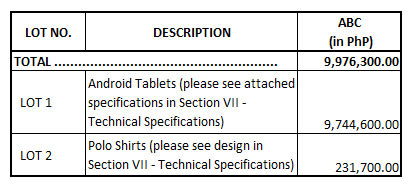 LOT NO. DESCRIPTION ABC
(in PhP)
TOTAL ........................................................ 9,976,300.00
LOT 1 Android Tablets (please see attached
specifications in Section VII -
Technical Specifications) 9,744,600.00
LOT 2 Polo Shirts (please see design in
Section VII - Technical Specifications) 231,700.00